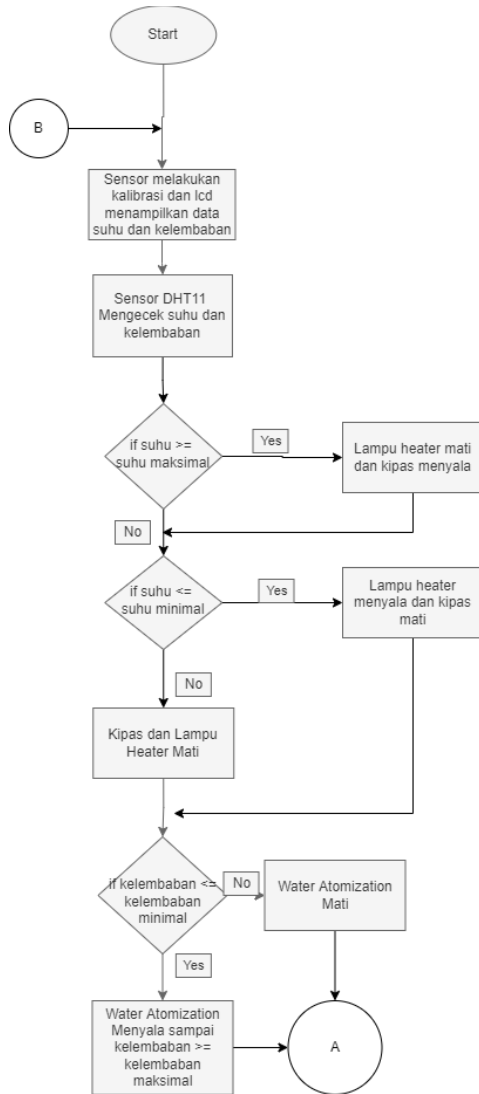 Start
B
Sensor melakukan
kalibrasi dan lcd
menampilkan data
suhu dan kelembaban
Sensor DHT11
Mengecek suhu dan
kelembaban
if suhu >=
suhu maksimal
Yes
Lampu heater mati
dan kipas menyala
No
if suhu <=
suhu minimal
Yes
Lampu heater
menyala dan kipas
mati
No
Kipas dan Lampu
Heater Mati
if kelembaban <=
kelembaban
minimal
No
Water Atomization
Mati
Yes
Water Atomization
Menyala sampai
kelembaban >=
kelembaban
maksimal
A